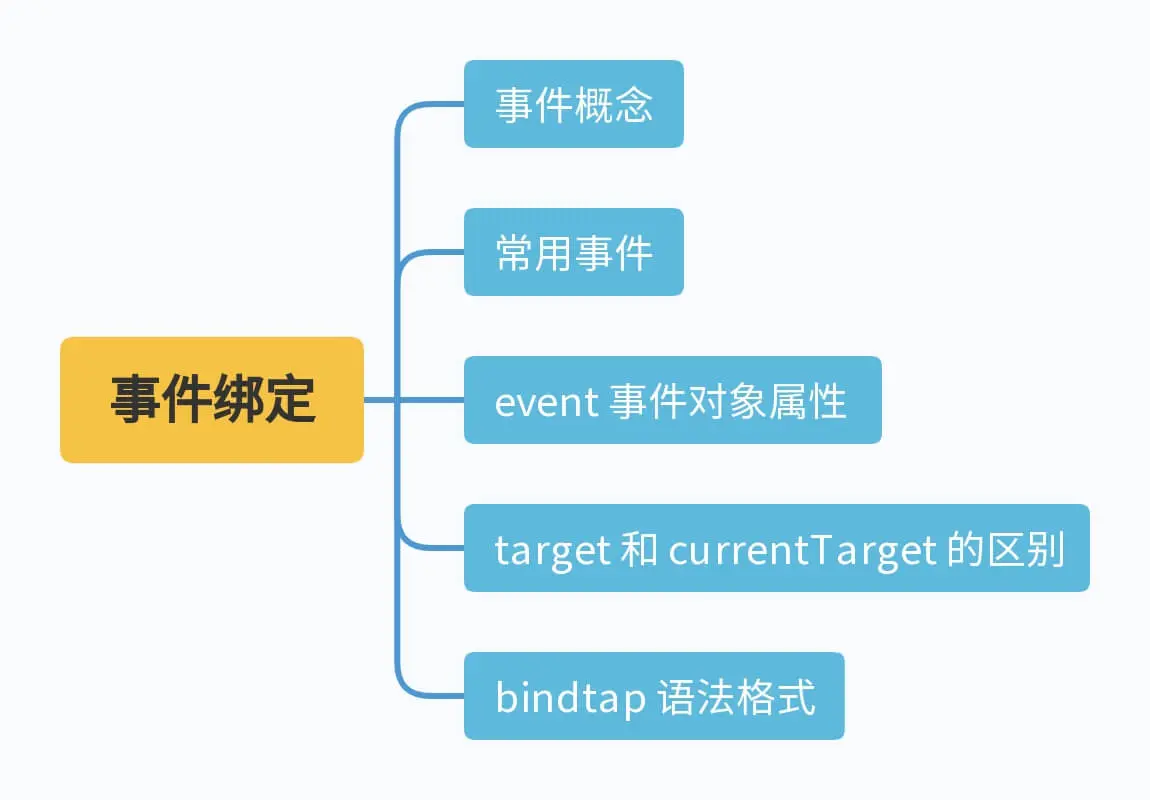 事件概念
常用事件
事件绑定
event 事件对象属性
target 和 currentTarget 的区别
bindtap 语法格式